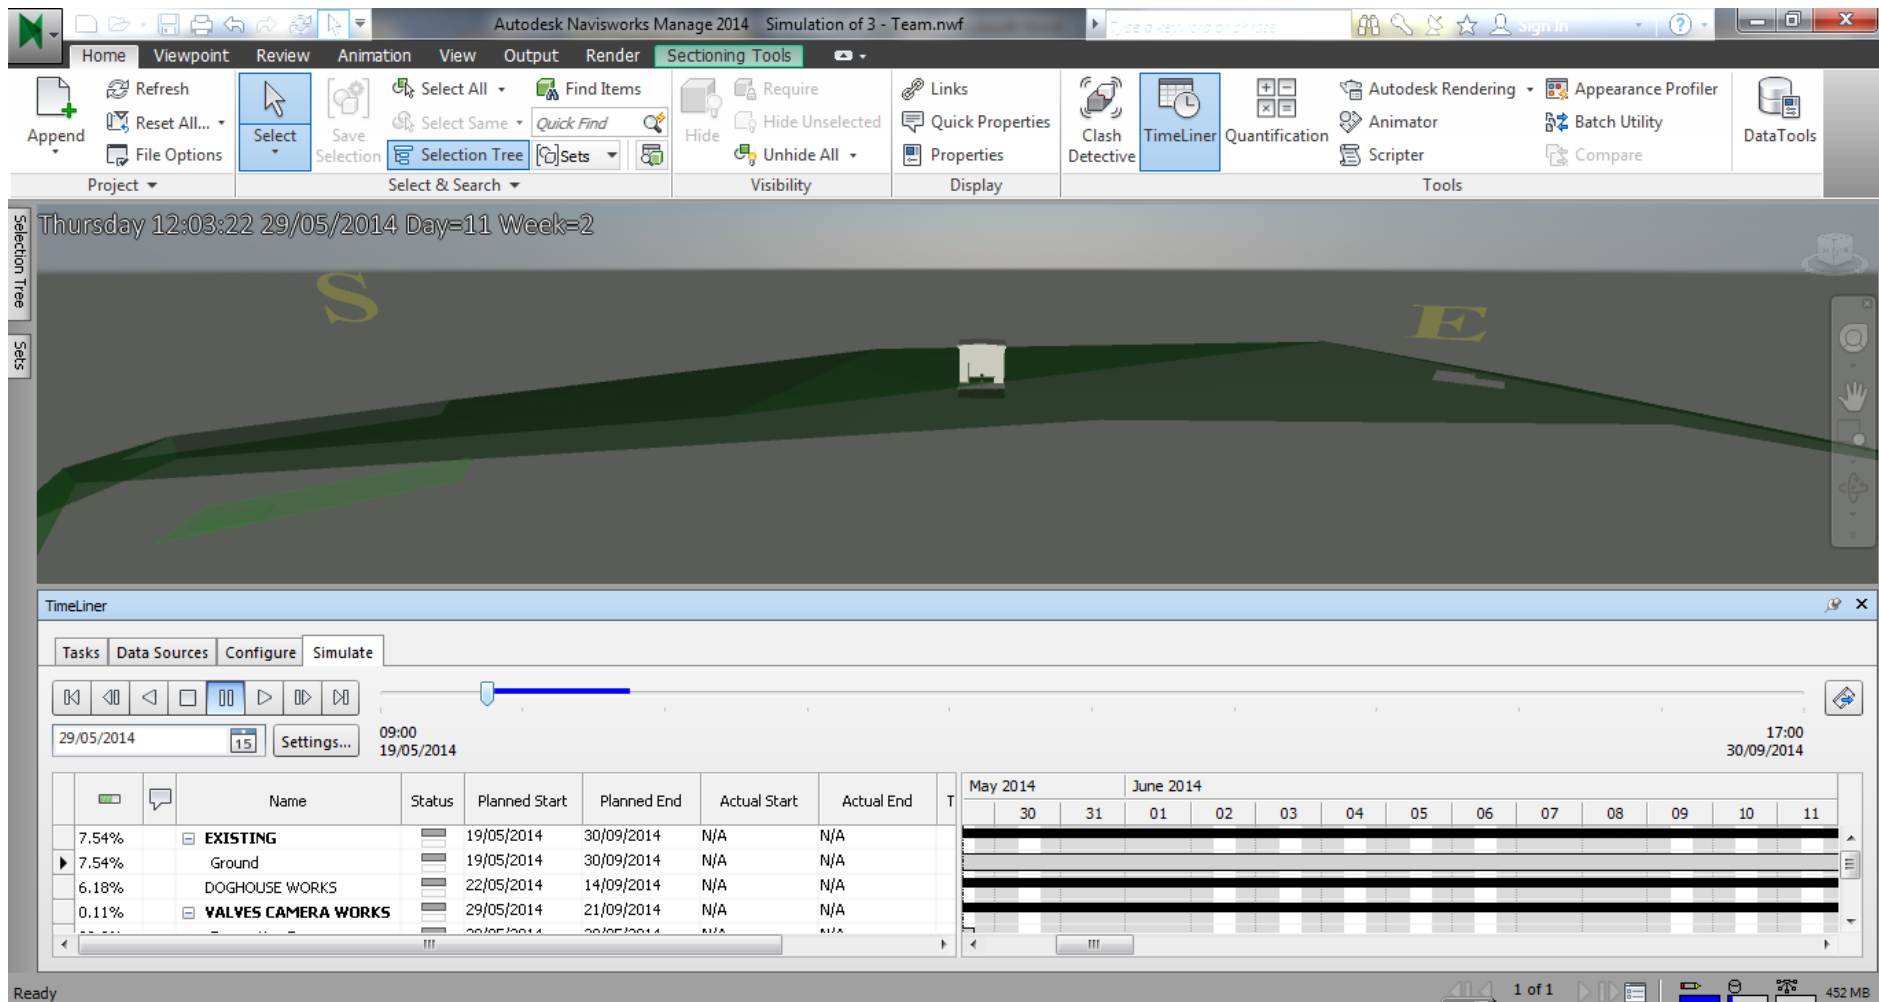 Autodesk Navisworks Manage 2014 Simulation of 3 - Team.nwf
Type a keyword or phrase
Sign In
Home Viewpoint Review Animation View Output Render Sectioning Tools
Append
Refresh
Reset All...
File Options
Project
Select
Save Selection
Select All
Select Same
Selection Tree
Find Items
Quick Find
Sets
Select & Search
Hide
Require
Hide Unselected
Unhide All
Visibility
Links
Quick Properties
Properties
Display
Clash Detective
TimeLiner
Quantification
Autodesk Rendering
Animator
Scripter
Appearance Profiler
Batch Utility
Compare
Tools
DataTools
Selection Tree
Sets
Thursday 12:03:22 29/05/2014 Day=11 Week=2
S
E
TimeLiner
Tasks Data Sources Configure Simulate
29/05/2014 15 Settings...
09:00
19/05/2014
17:00
30/09/2014
Name Status Planned Start Planned End Actual Start Actual End T
May 2014 June 2014
30 31 01 02 03 04 05 06 07 08 09 10 11
7.54% EXISTING 19/05/2014 30/09/2014 N/A N/A
7.54% Ground 19/05/2014 30/09/2014 N/A N/A
6.18% DOGHOUSE WORKS 22/05/2014 14/09/2014 N/A N/A
0.11% VALVES CAMERA WORKS 29/05/2014 21/09/2014 N/A N/A
Ready
1 of 1
452 MB